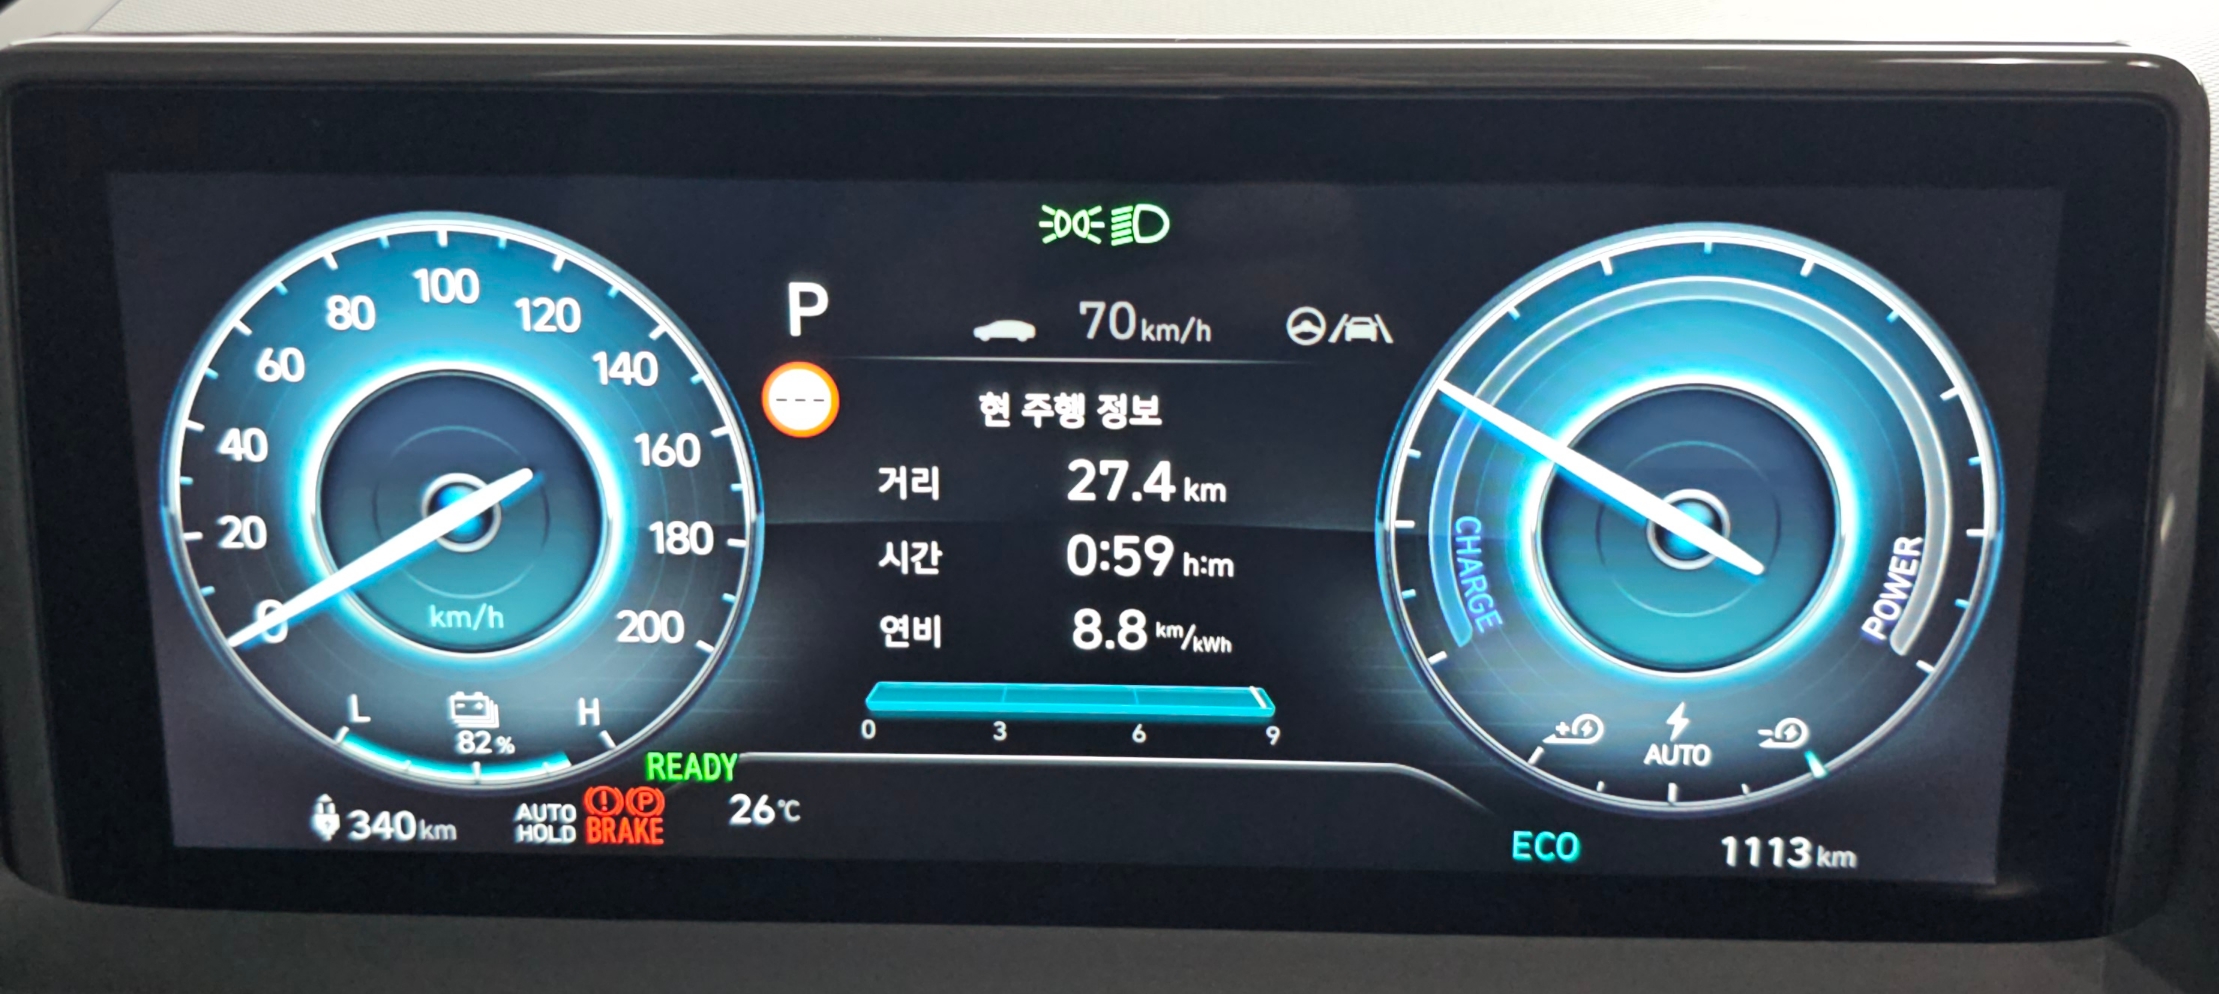 100
80
120
60
140
40
160
20
180
0
200
km/h
L
H
82%
READY
340km
AUTO
HOLD
BRAKE
26°C
P
70km/h
---
현 주행 정보
거리 27.4 km
시간 0:59 h:m
연비 8.8 km/kWh
0 3 6 9
CHARGE
POWER
AUTO
ECO
1113 km